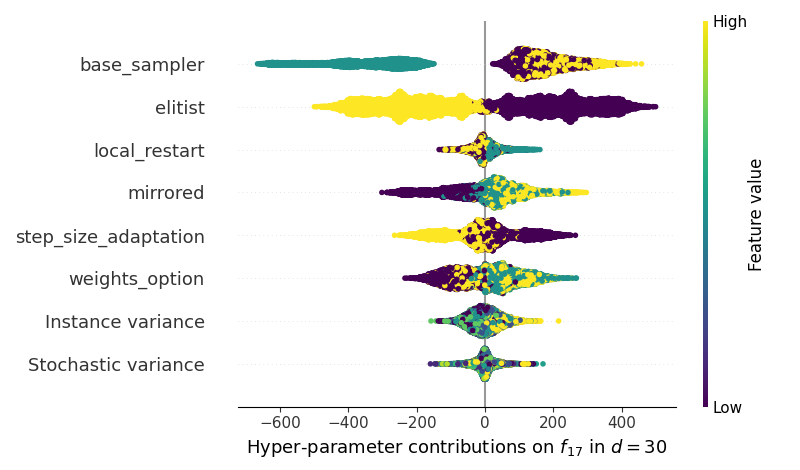 High
base_sampler
elitist
local_restart
mirrored
step_size_adaptation
weights_option
Instance variance
Stochastic variance
Feature value
Low
−600 −400 −200 0 200 400
Hyper-parameter contributions on f₁₇ in d = 30